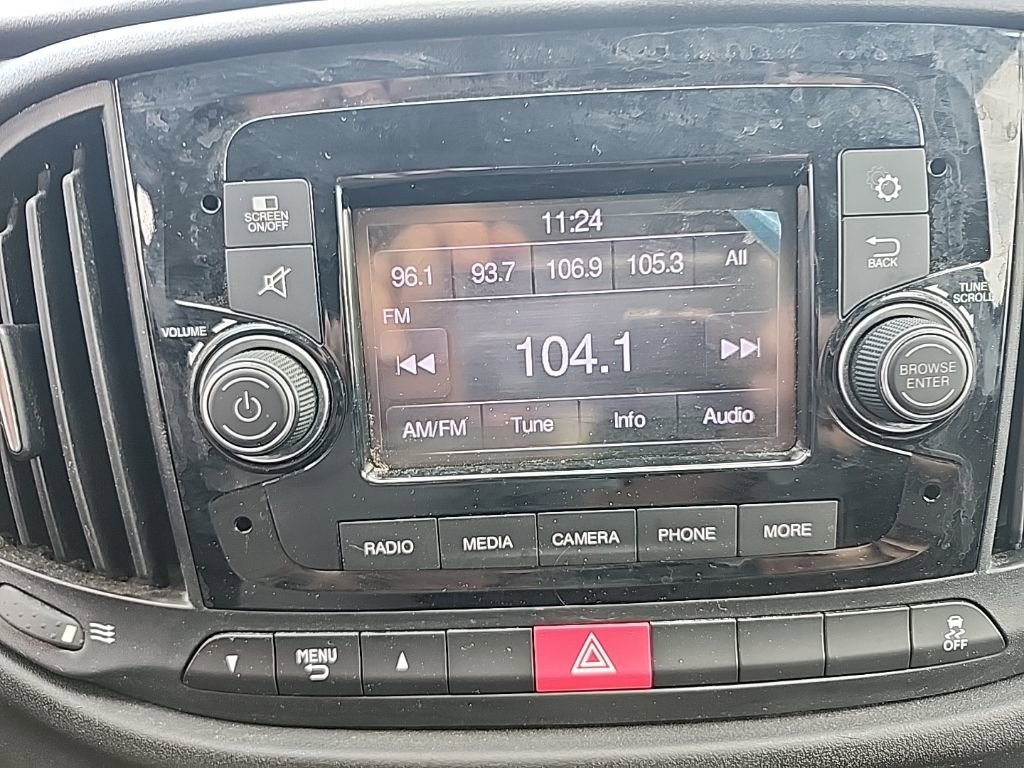 11:24
SCREEN
ON/OFF
96.1 93.7 106.9 105.3 All
BACK
FM
VOLUME
TUNE
SCROLL
104.1
BROWSE
ENTER
AM/FM Tune Info Audio
RADIO MEDIA CAMERA PHONE MORE
MENU
OFF